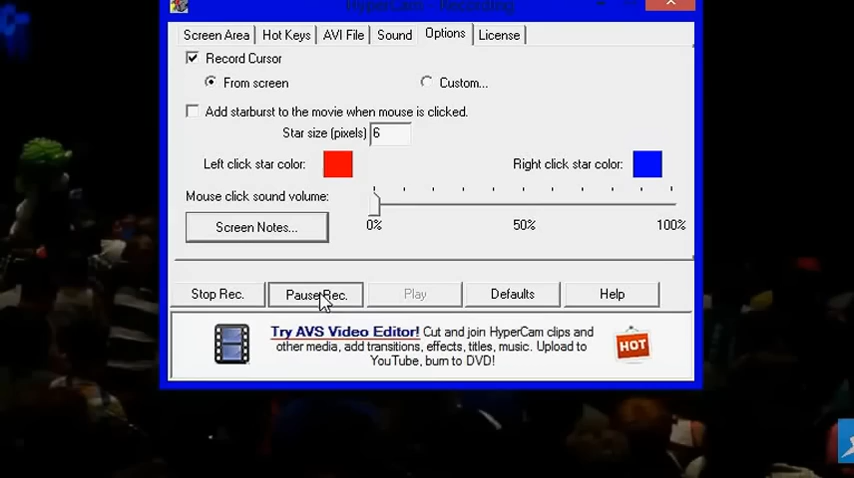 HyperCam - Recording
Screen Area Hot Keys AVI File Sound Options License
Record Cursor
From screen Custom...
Add starburst to the movie when mouse is clicked.
Star size (pixels) 6
Left click star color: Right click star color:
Mouse click sound volume:
Screen Notes... 0% 50% 100%
Stop Rec. Pause Rec. Play Defaults Help
Try AVS Video Editor! Cut and join HyperCam clips and
other media, add transitions, effects, titles, music. Upload to
YouTube, burn to DVD!
HOT